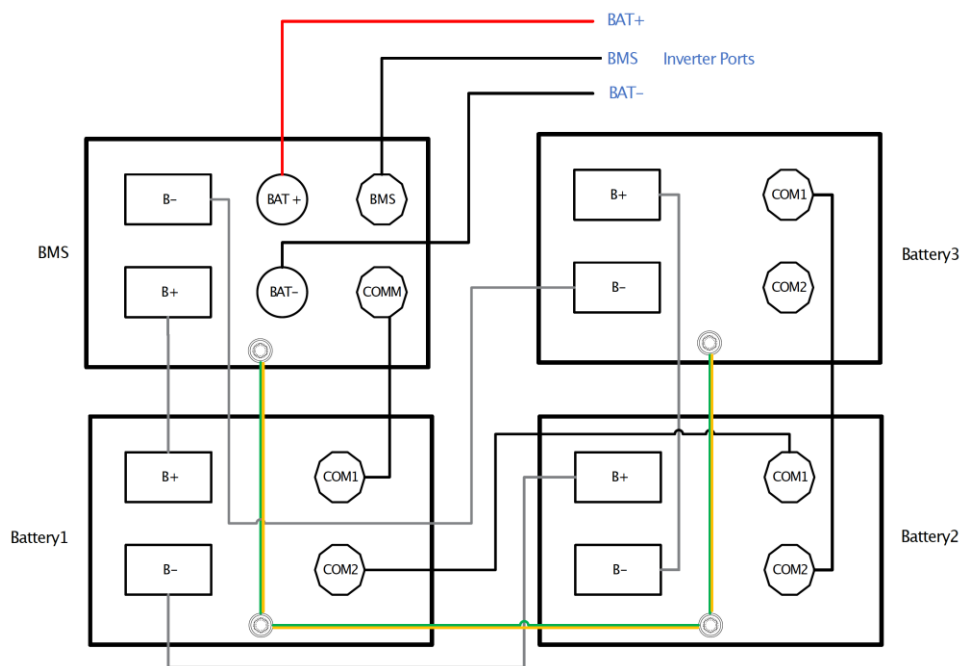 BAT+
BMS Inverter Ports
BAT-
BMS
B-
BAT +
BMS
B+
BAT-
COMM
Battery3
B+
COM1
B-
COM2
Battery1
B+
COM1
B-
COM2
Battery2
B+
COM1
B-
COM2